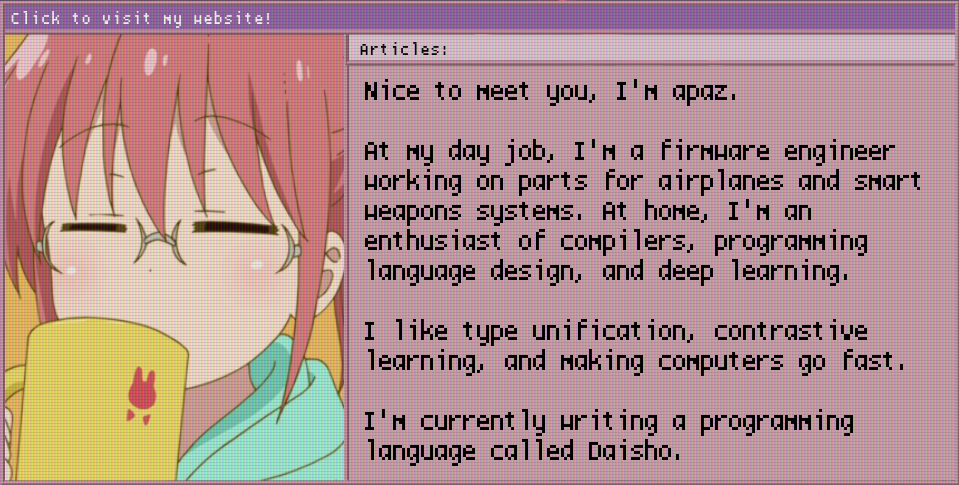 Click to visit my website!
Articles:
Nice to meet you, I'm apaz.
At my day job, I'm a firmware engineer
working on parts for airplanes and smart
weapons systems. At home, I'm an
enthusiast of compilers, programming
language design, and deep learning.
I like type unification, contrastive
learning, and making computers go fast.
I'm currently writing a programming
language called Daisho.